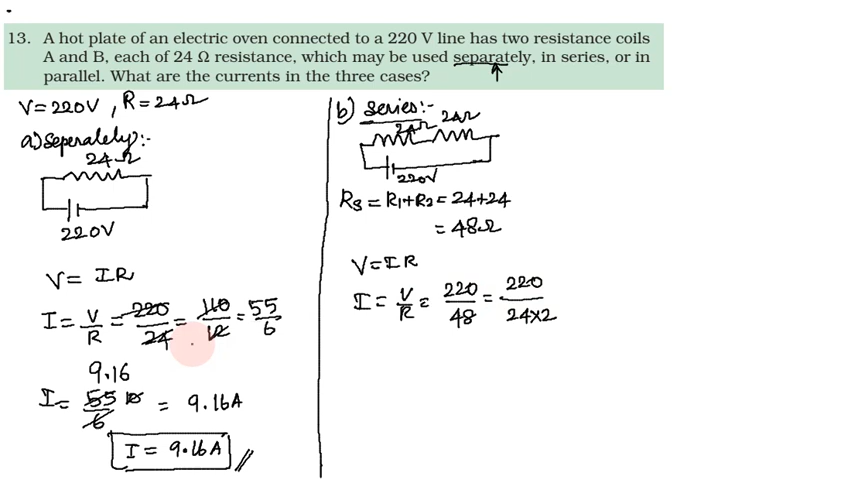 13. A hot plate of an electric oven connected to a 220 V line has two resistance coils
A and B, each of 24 Ω resistance, which may be used separately, in series, or in
parallel. What are the currents in the three cases?
V=220V, R=24Ω
a) Seperalely:-
24Ω
220V
V= IR
I= V/R = 220/24 = 110/12 = 55/6
9.16
I= 55/6 = 9.16A
I= 9.16A //
b) Series:-
24Ω 24Ω
220V
Rs = R1+R2 = 24+24
= 48Ω
V=IR
I = V/R = 220/48 = 220/24×2